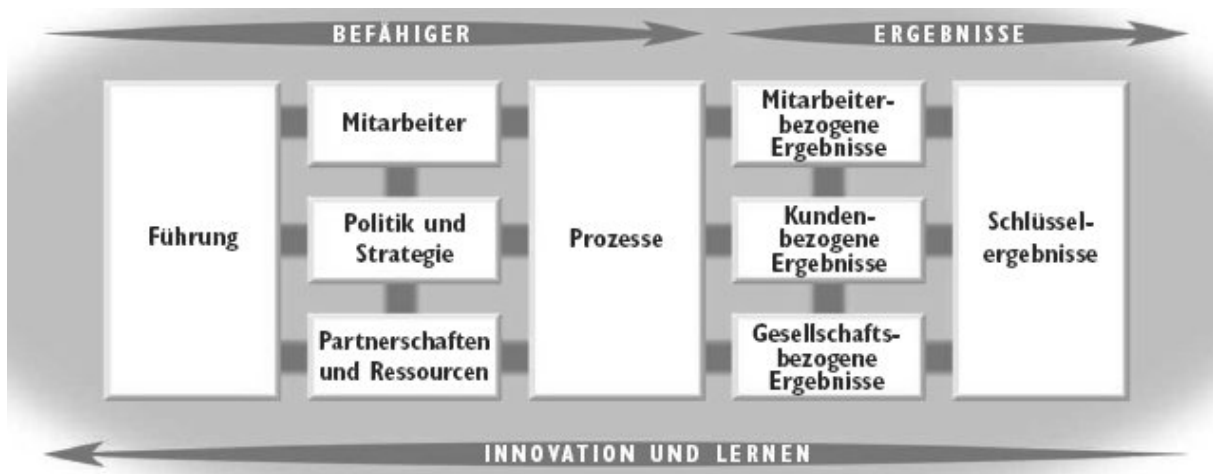 BEFÄHIGER
ERGEBNISSE
Führung
Mitarbeiter
Politik und
Strategie
Partnerschaften
und Ressourcen
Prozesse
Mitarbeiter-
bezogene
Ergebnisse
Kunden-
bezogene
Ergebnisse
Gesellschafts-
bezogene
Ergebnisse
Schlüssel-
ergebnisse
INNOVATION UND LERNEN